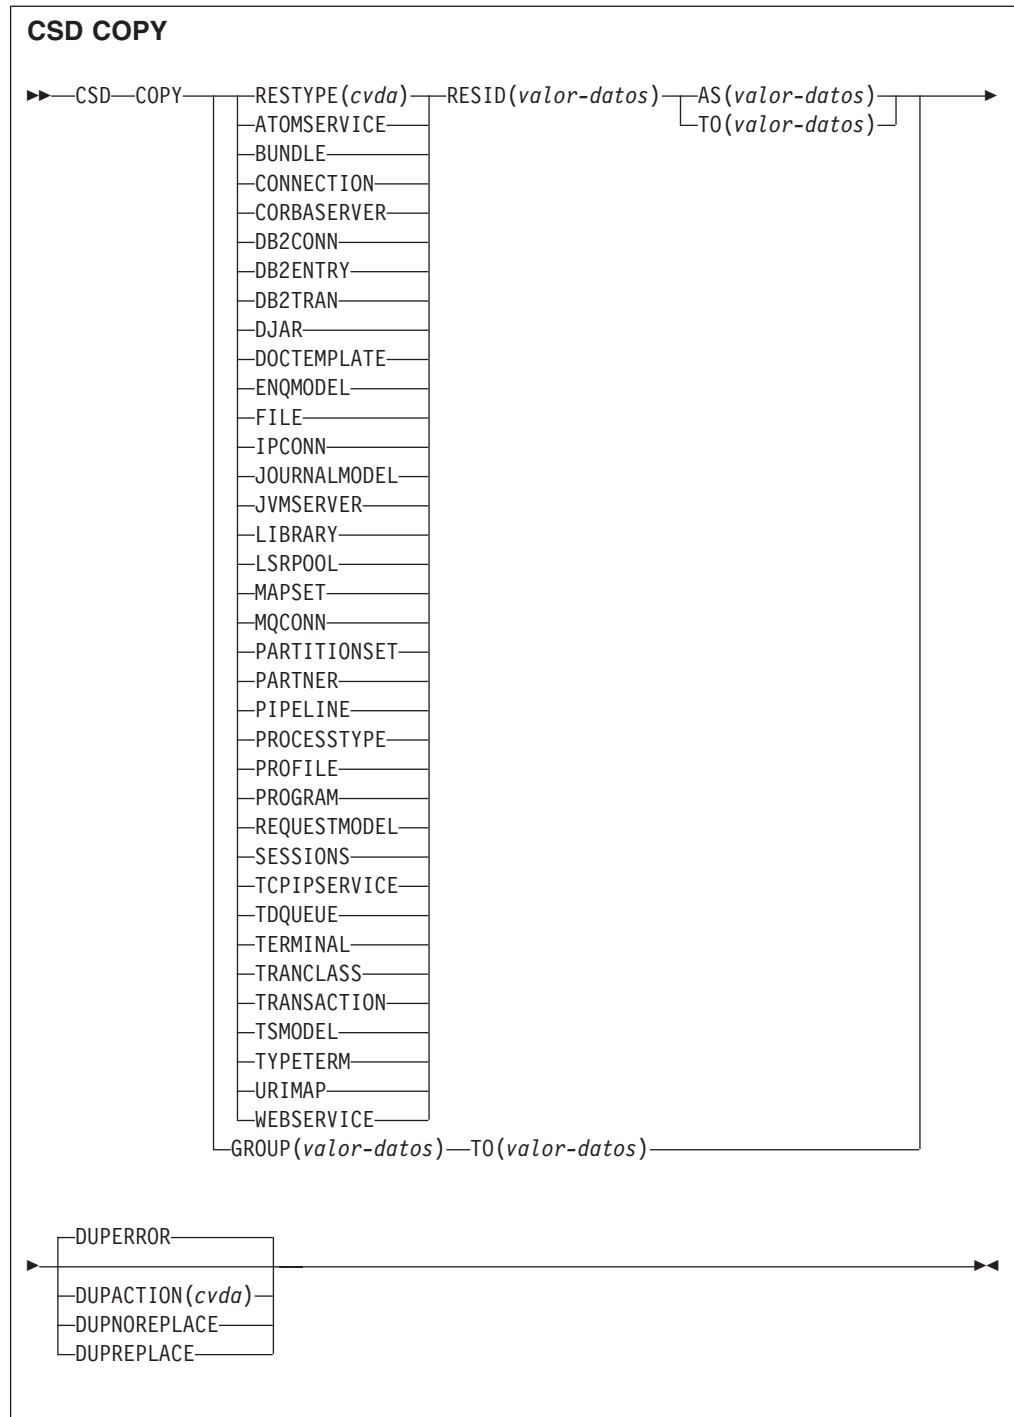 CSD COPY
CSD COPY RESTYPE(cvda) RESID(valor-datos) AS(valor-datos)
ATOMSERVICE TO(valor-datos)
BUNDLE
CONNECTION
CORBASERVER
DB2CONN
DB2ENTRY
DB2TRAN
DJAR
DOCTEMPLATE
ENQMODEL
FILE
IPCONN
JOURNALMODEL
JVMSERVER
LIBRARY
LSRPOOL
MAPSET
MQCONN
PARTITIONSET
PARTNER
PIPELINE
PROCESSTYPE
PROFILE
PROGRAM
REQUESTMODEL
SESSIONS
TCPIPSERVICE
TDQUEUE
TERMINAL
TRANCLASS
TRANSACTION
TSMODEL
TYPETERM
URIMAP
WEBSERVICE
GROUP(valor-datos) TO(valor-datos)
DUPERROR
DUPACTION(cvda)
DUPNOREPLACE
DUPREPLACE